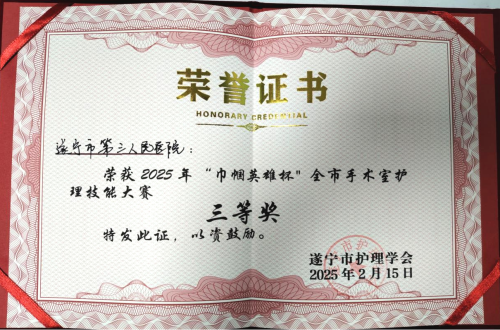 荣誉证书
HONORARY CREDENTIAL
遂宁市第三人民医院：
荣获2025年“巾帼英雄杯"全市手术室护
理技能大赛
三等奖
特发此证，以资鼓励。
遂宁市护理学会
2025年2月15日